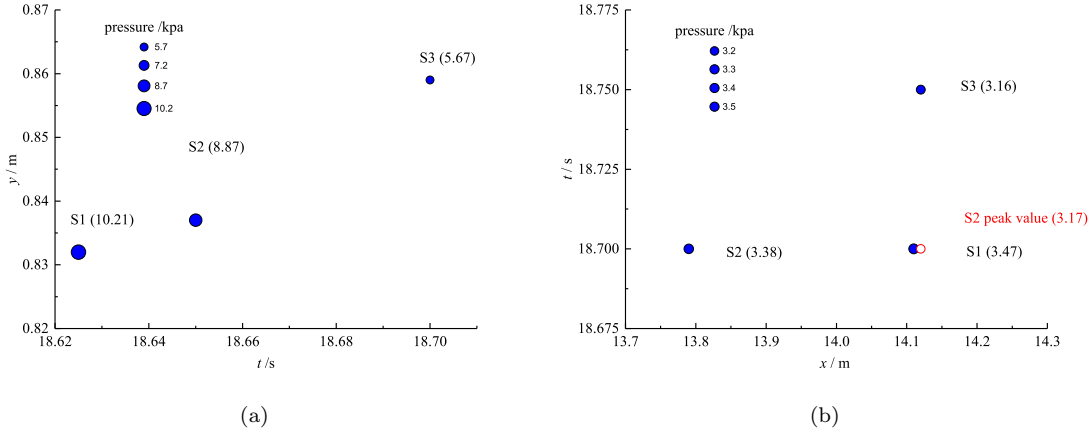 0.87
0.86
0.85
0.84
0.83
0.82
y / m
pressure /kpa
5.7
7.2
8.7
10.2
S3 (5.67)
S2 (8.87)
S1 (10.21)
18.62
18.64
18.66
18.68
18.70
t /s
(a)
18.775
18.750
18.725
18.700
18.675
t / s
pressure /kpa
3.2
3.3
3.4
3.5
S3 (3.16)
S2 peak value (3.17)
S2 (3.38)
S1 (3.47)
13.7
13.8
13.9
14.0
14.1
14.2
14.3
x / m
(b)